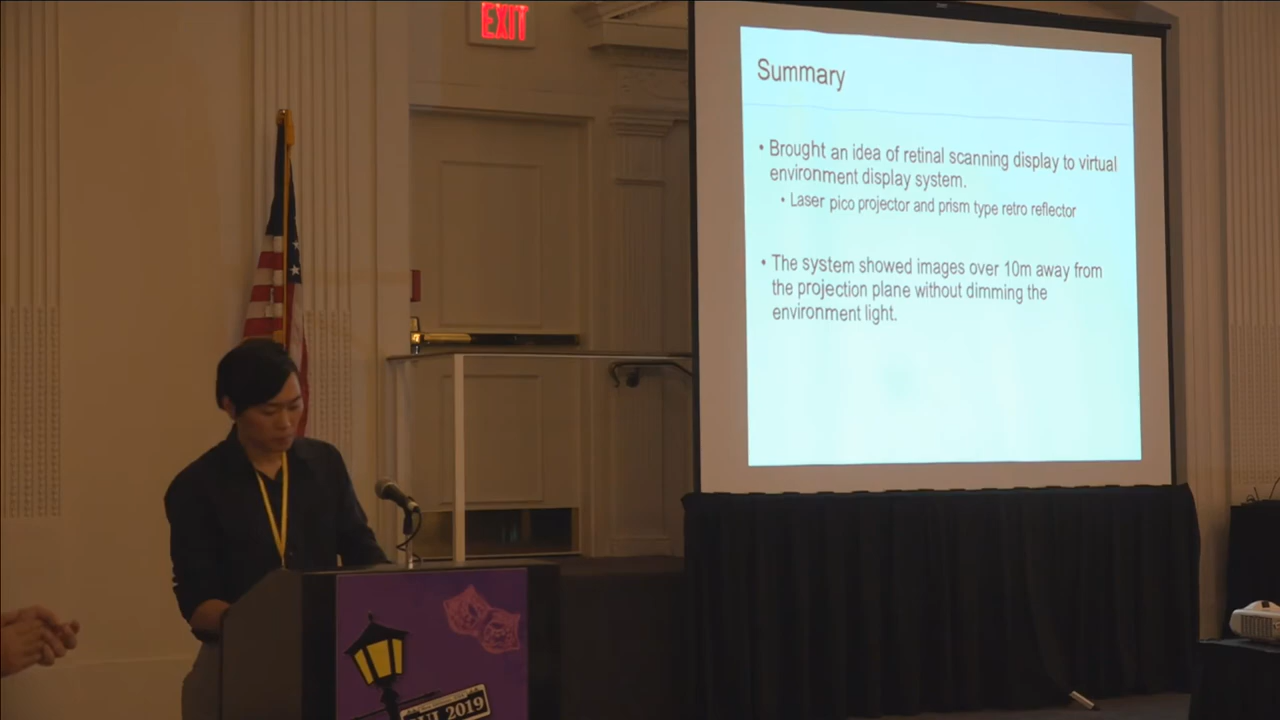 EXIT
Summary
• Brought an idea of retinal scanning display to virtual
environment display system.
• Laser pico projector and prism type retro reflector
• The system showed images over 10m away from
the projection plane without dimming the
environment light.
2019